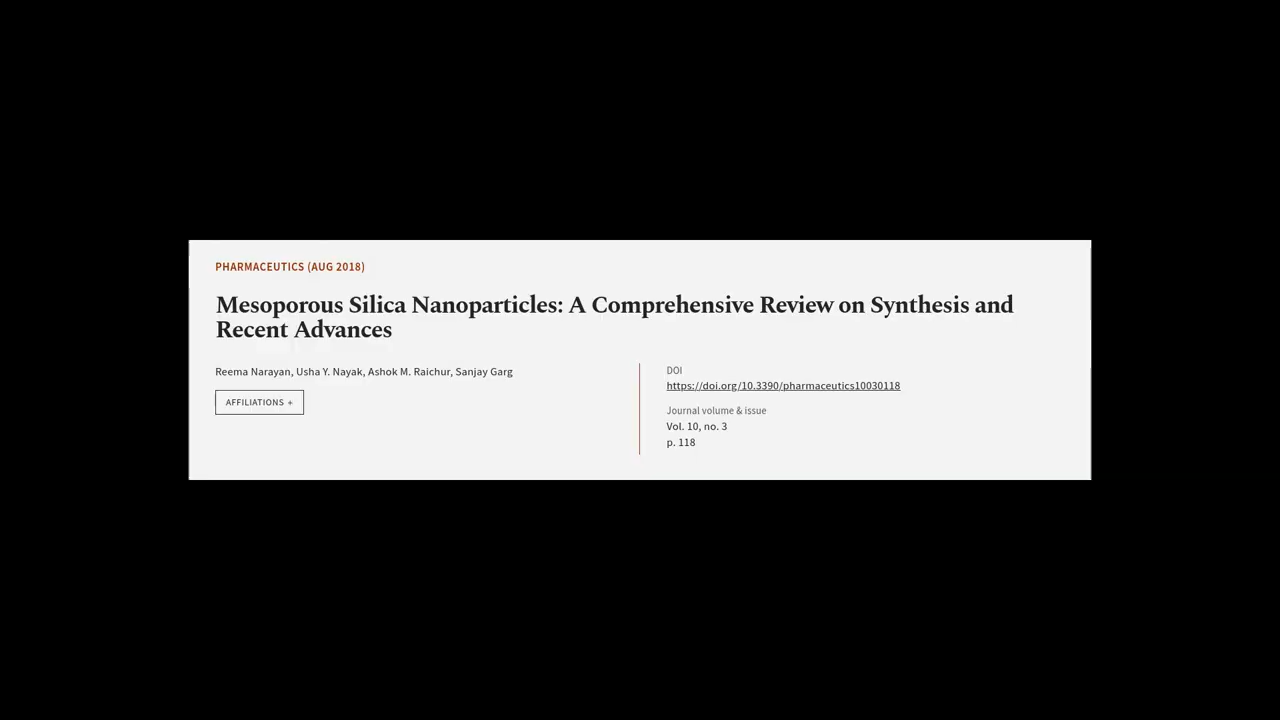 PHARMACEUTICS (AUG 2018)
Mesoporous Silica Nanoparticles: A Comprehensive Review on Synthesis and
Recent Advances
Reema Narayan, Usha Y. Nayak, Ashok M. Raichur, Sanjay Garg
AFFILIATIONS +
DOI
https://doi.org/10.3390/pharmaceutics10030118
Journal volume & issue
Vol. 10, no. 3
p. 118